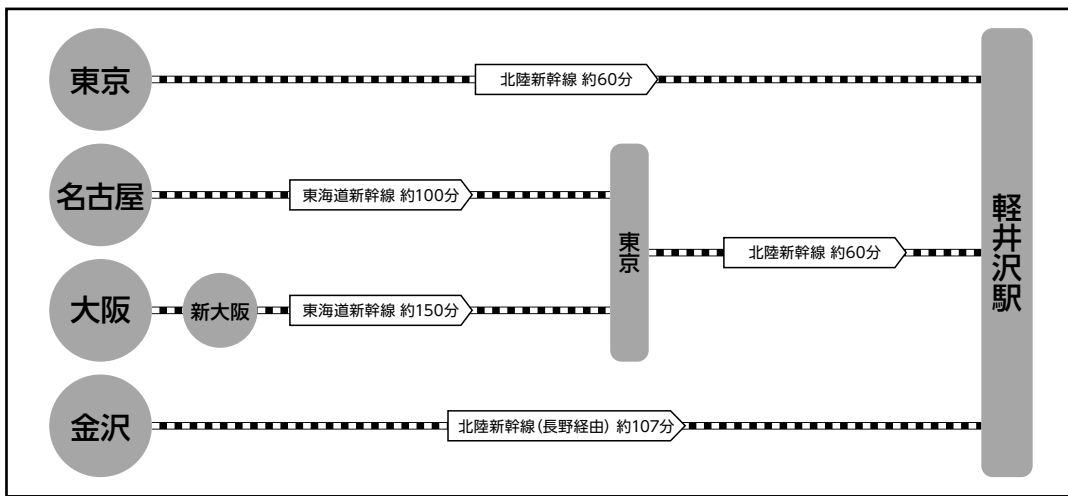 東京
北陸新幹線 約60分
名古屋
東海道新幹線 約100分
大阪
新大阪
東海道新幹線 約150分
東京
北陸新幹線 約60分
金沢
北陸新幹線(長野経由) 約107分
軽井沢駅